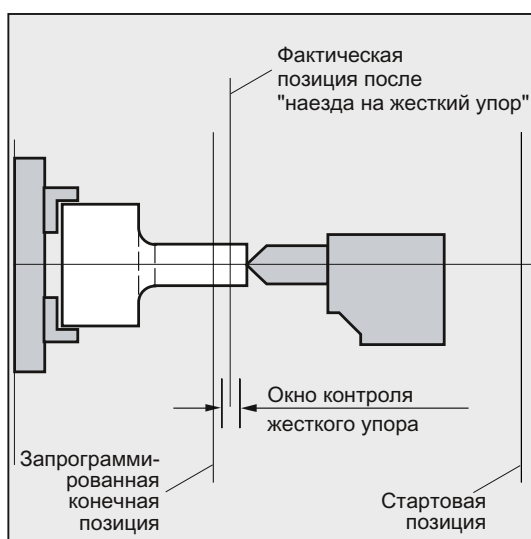 Фактическая
позиция после
"наезда на жесткий упор"
Окно контроля
жесткого упора
Запрограмми-
рованная
конечная
позиция
Стартовая
позиция